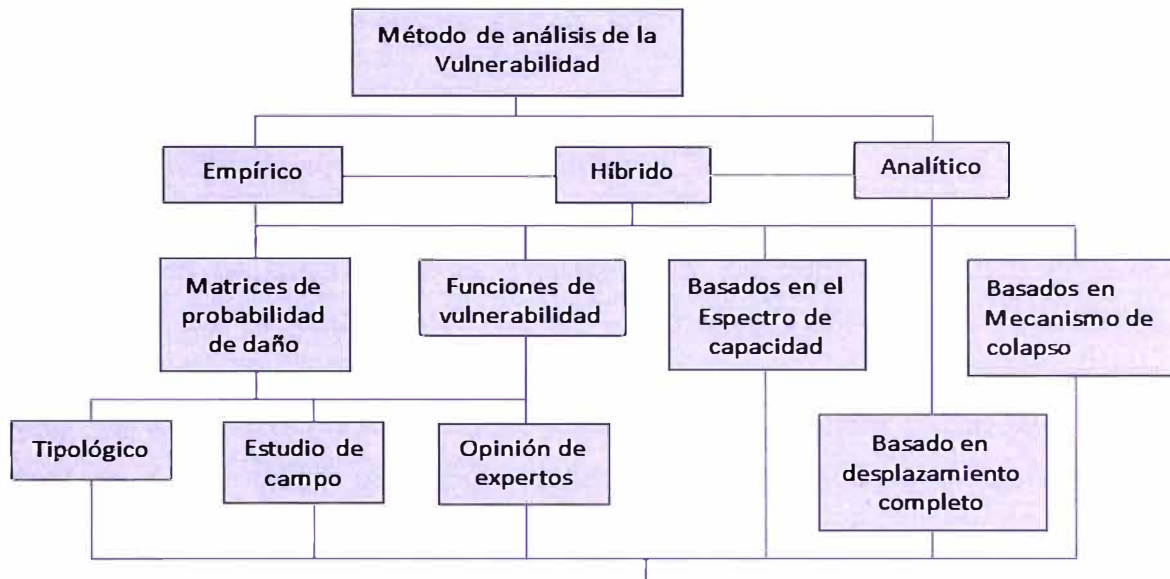 Método de análisis de la
Vulnerabilidad
Empírico
Híbrido
Analítico
Matrices de
probabilidad
de daño
Funciones de
vulnerabilidad
Basados en el
Espectro de
capacidad
Basados en
Mecanismo de
colapso
Tipológico
Estudio de
campo
Opinión de
expertos
Basado en
desplazamiento
completo